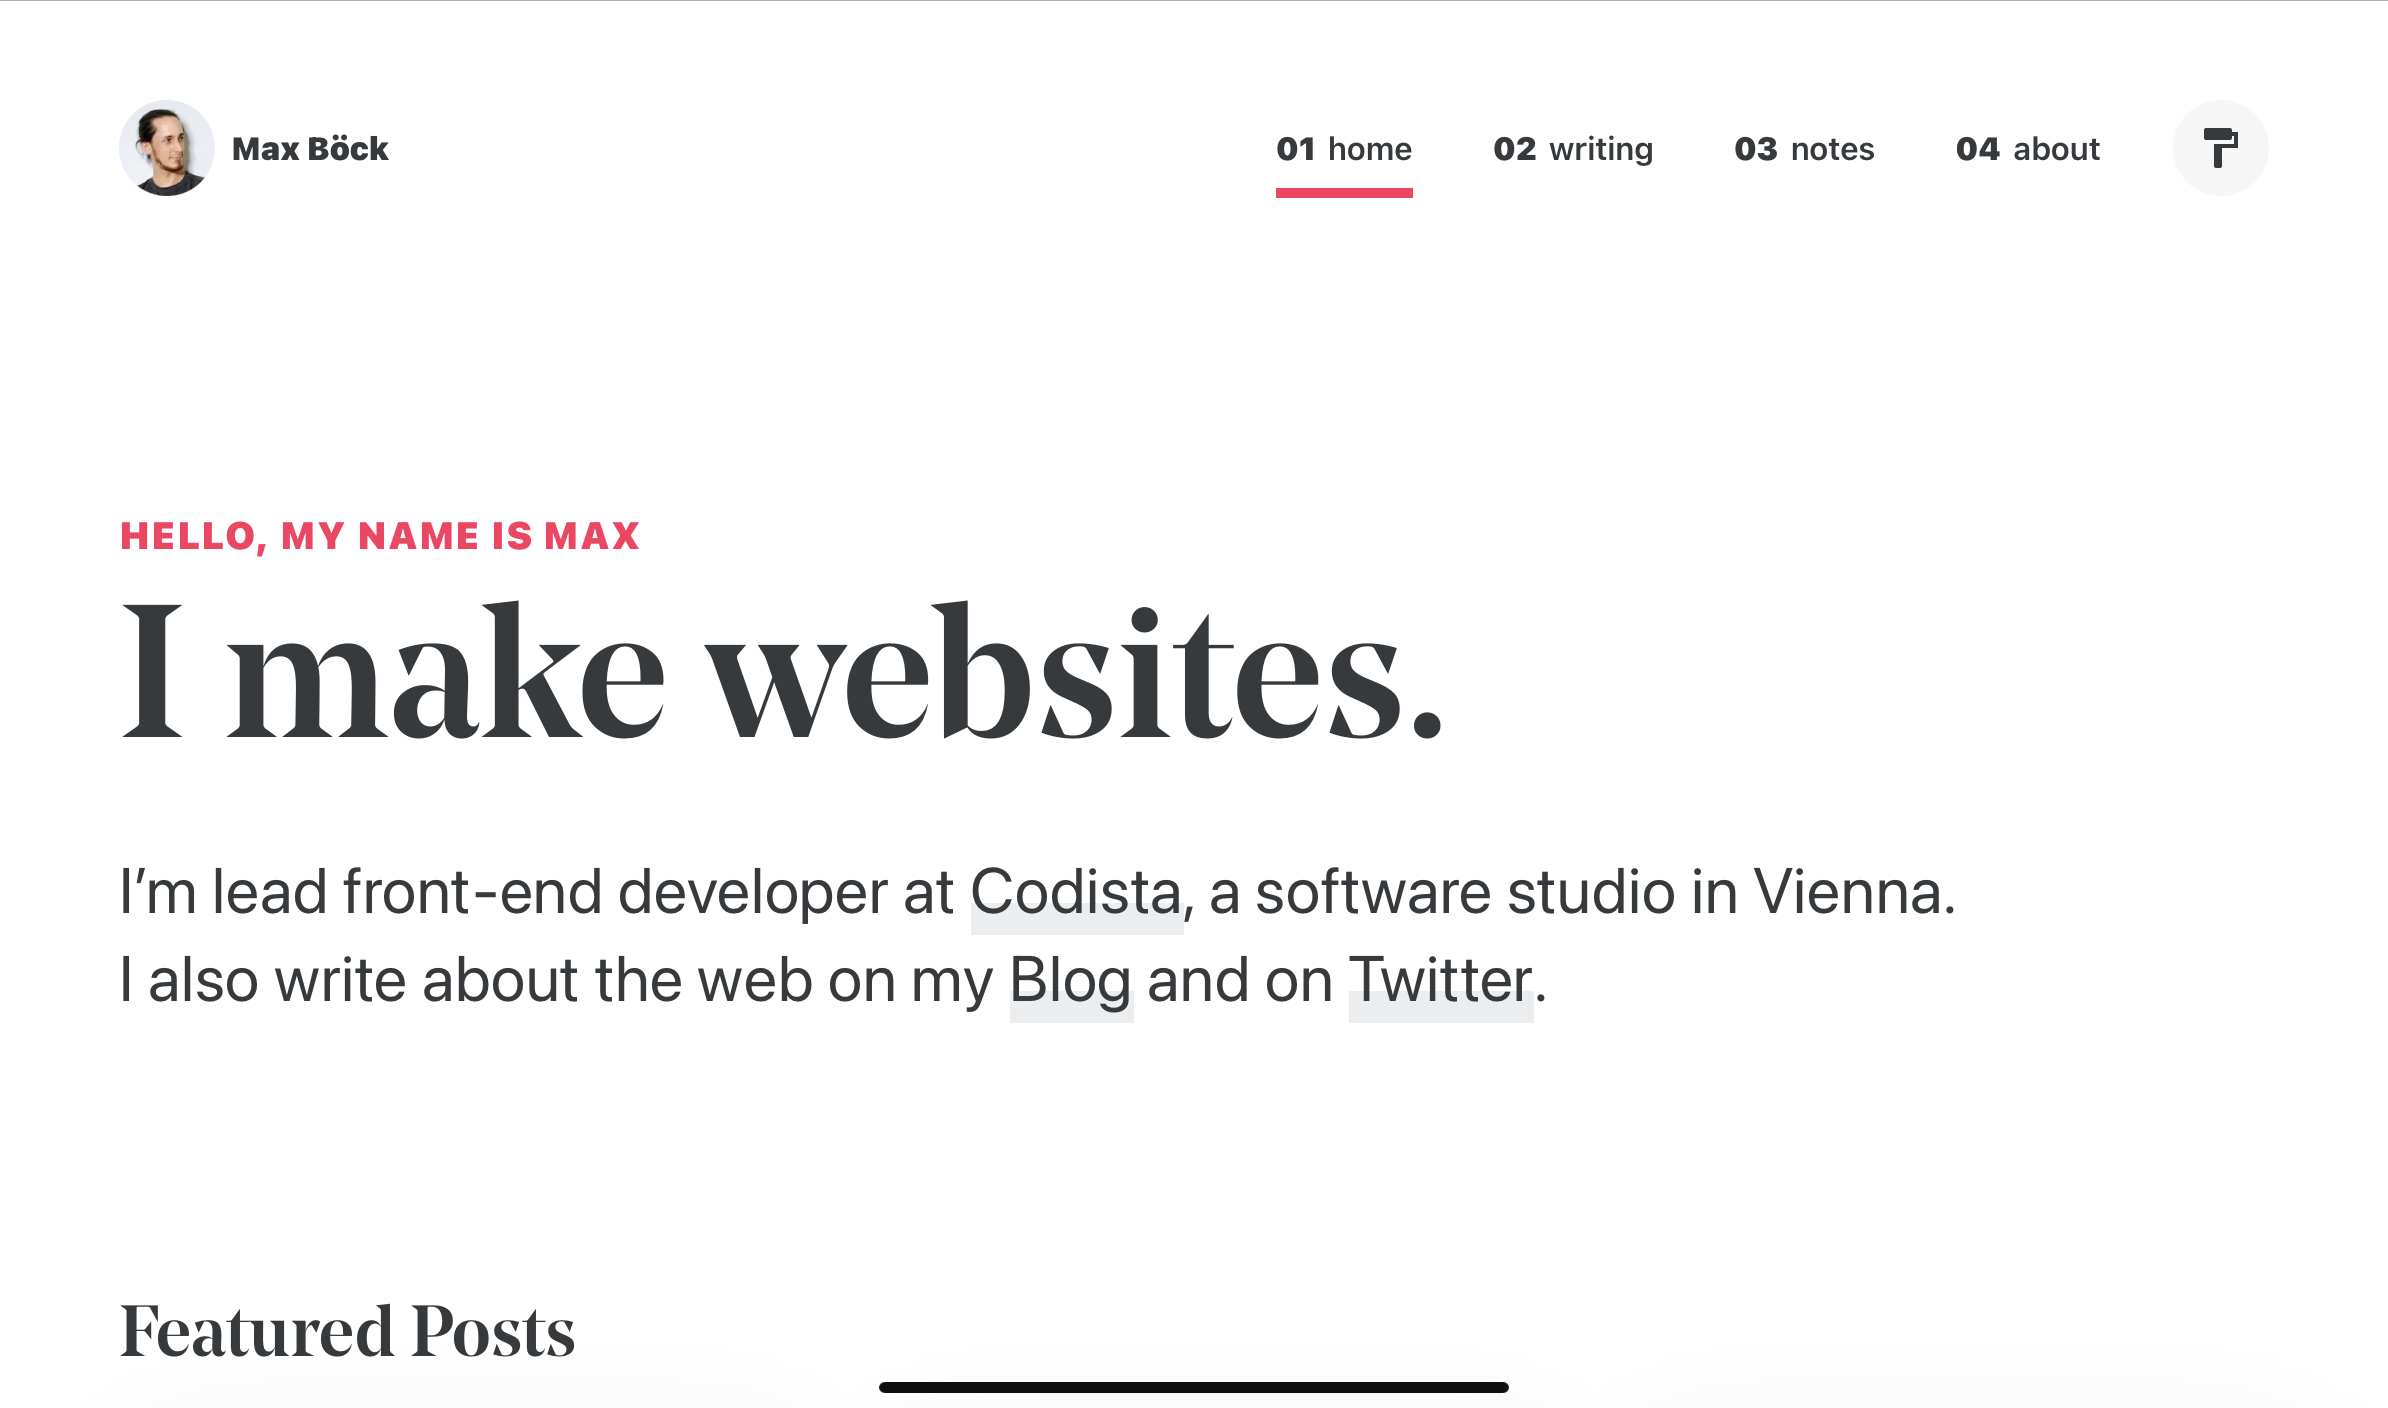 Max Böck
01 home 02 writing 03 notes 04 about
HELLO, MY NAME IS MAX
I make websites.
I’m lead front-end developer at Codista, a software studio in Vienna.
I also write about the web on my Blog and on Twitter.
Featured Posts